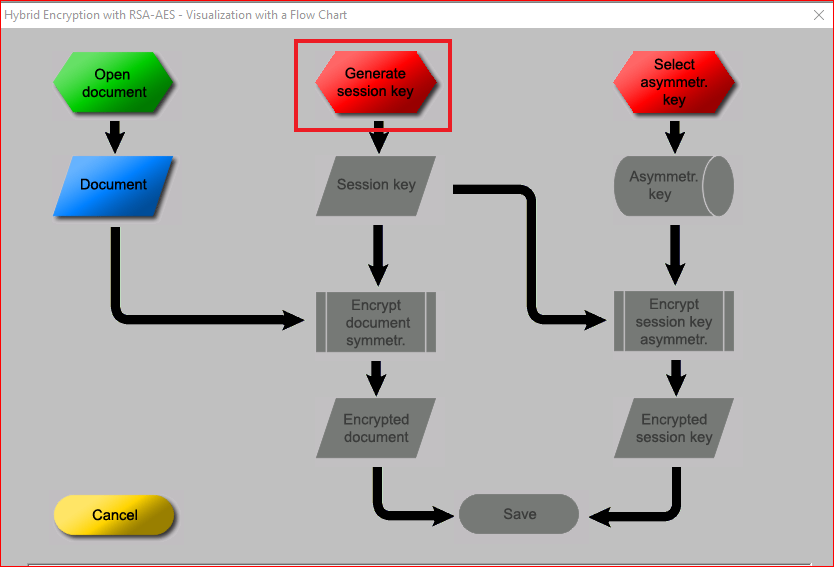 Hybrid Encryption with RSA-AES - Visualization with a Flow Chart
Open
document
Generate
session key
Select
asymmetr.
key
Document
Session key
Asymmetr.
key
Encrypt
document
symmetr.
Encrypt
session key
asymmetr.
Encrypted
document
Encrypted
session key
Cancel
Save